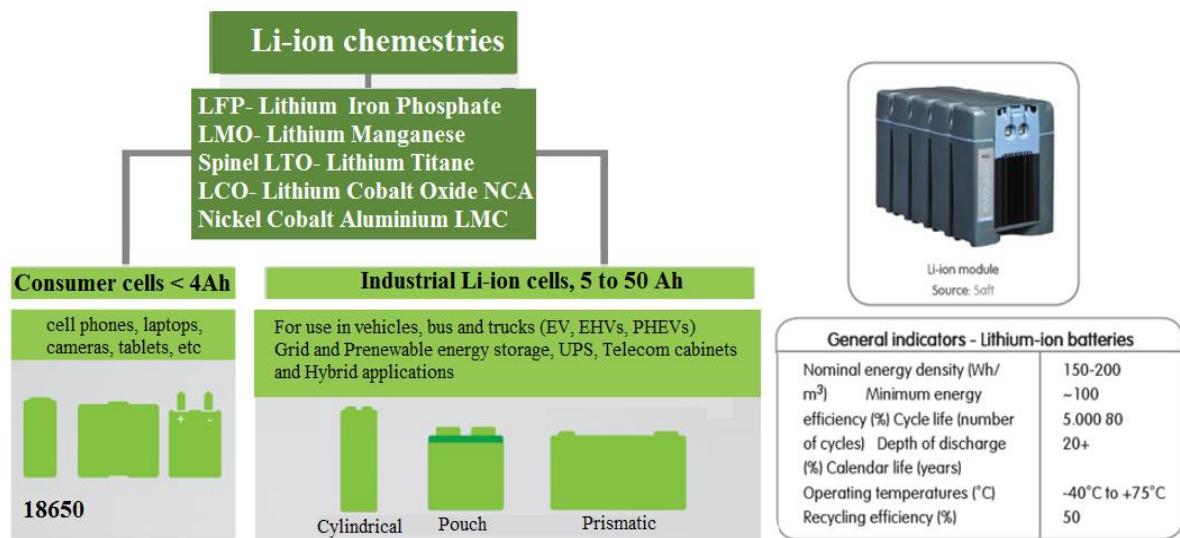 Li-ion chemestries
LFP- Lithium Iron Phosphate
LMO- Lithium Manganese
Spinel LTO- Lithium Titane
LCO- Lithium Cobalt Oxide NCA
Nickel Cobalt Aluminium LMC
Consumer cells < 4Ah
cell phones, laptops,
cameras, tablets, etc
18650
Industrial Li-ion cells, 5 to 50 Ah
For use in vehicles, bus and trucks (EV, EHVs, PHEVs)
Grid and Prenewable energy storage, UPS, Telecom cabinets
and Hybrid applications
Cylindrical
Pouch
Prismatic
Li-ion module
Source: Saft
General indicators - Lithium-ion batteries
Nominal energy density (Wh/ 150-200
m³) Minimum energy ~100
efficiency (%) Cycle life (number 5.000 80
of cycles) Depth of discharge 20+
(%) Calendar life (years)
Operating temperatures (°C) -40°C to +75°C
Recycling efficiency (%) 50